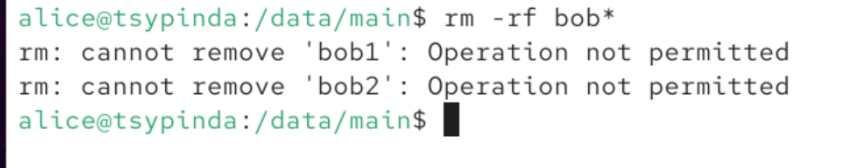 alice@tsypinda:/data/main$ rm -rf bob*
rm: cannot remove 'bob1': Operation not permitted
rm: cannot remove 'bob2': Operation not permitted
alice@tsypinda:/data/main$